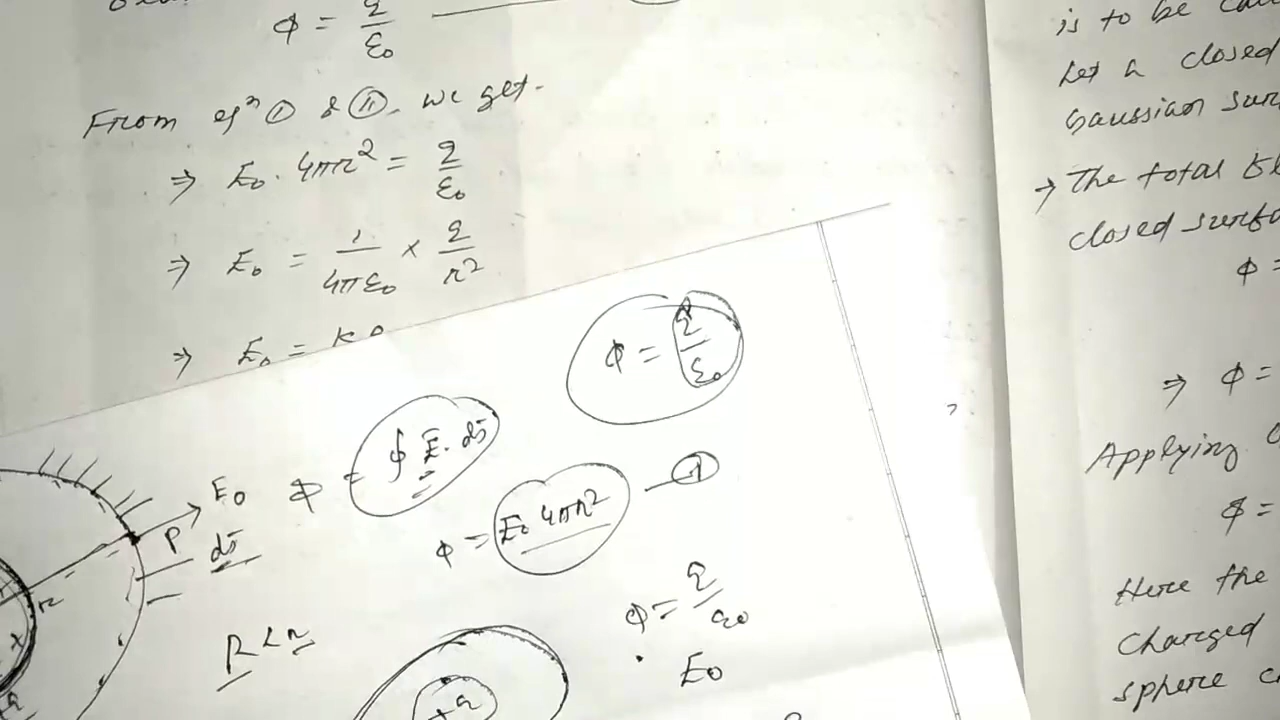 φ = q/ε₀
From eqⁿ ① & ⑪, we get.
⇒ E₀. 4πr² = q/ε₀
⇒ E₀ = 1/4πε₀ × q/r²
⇒ E₀ =
φ = q/ε₀
φ = ∮ E. ds
φ = E₀ 4πr² —①
φ = q/ε₀
E₀
E₀
P
ds
r
R < r
+q
is to be
Let a closed
Gaussian
→ The total
closed
φ =
⇒ φ =
Applying
φ =
Here the
Charged
sphere